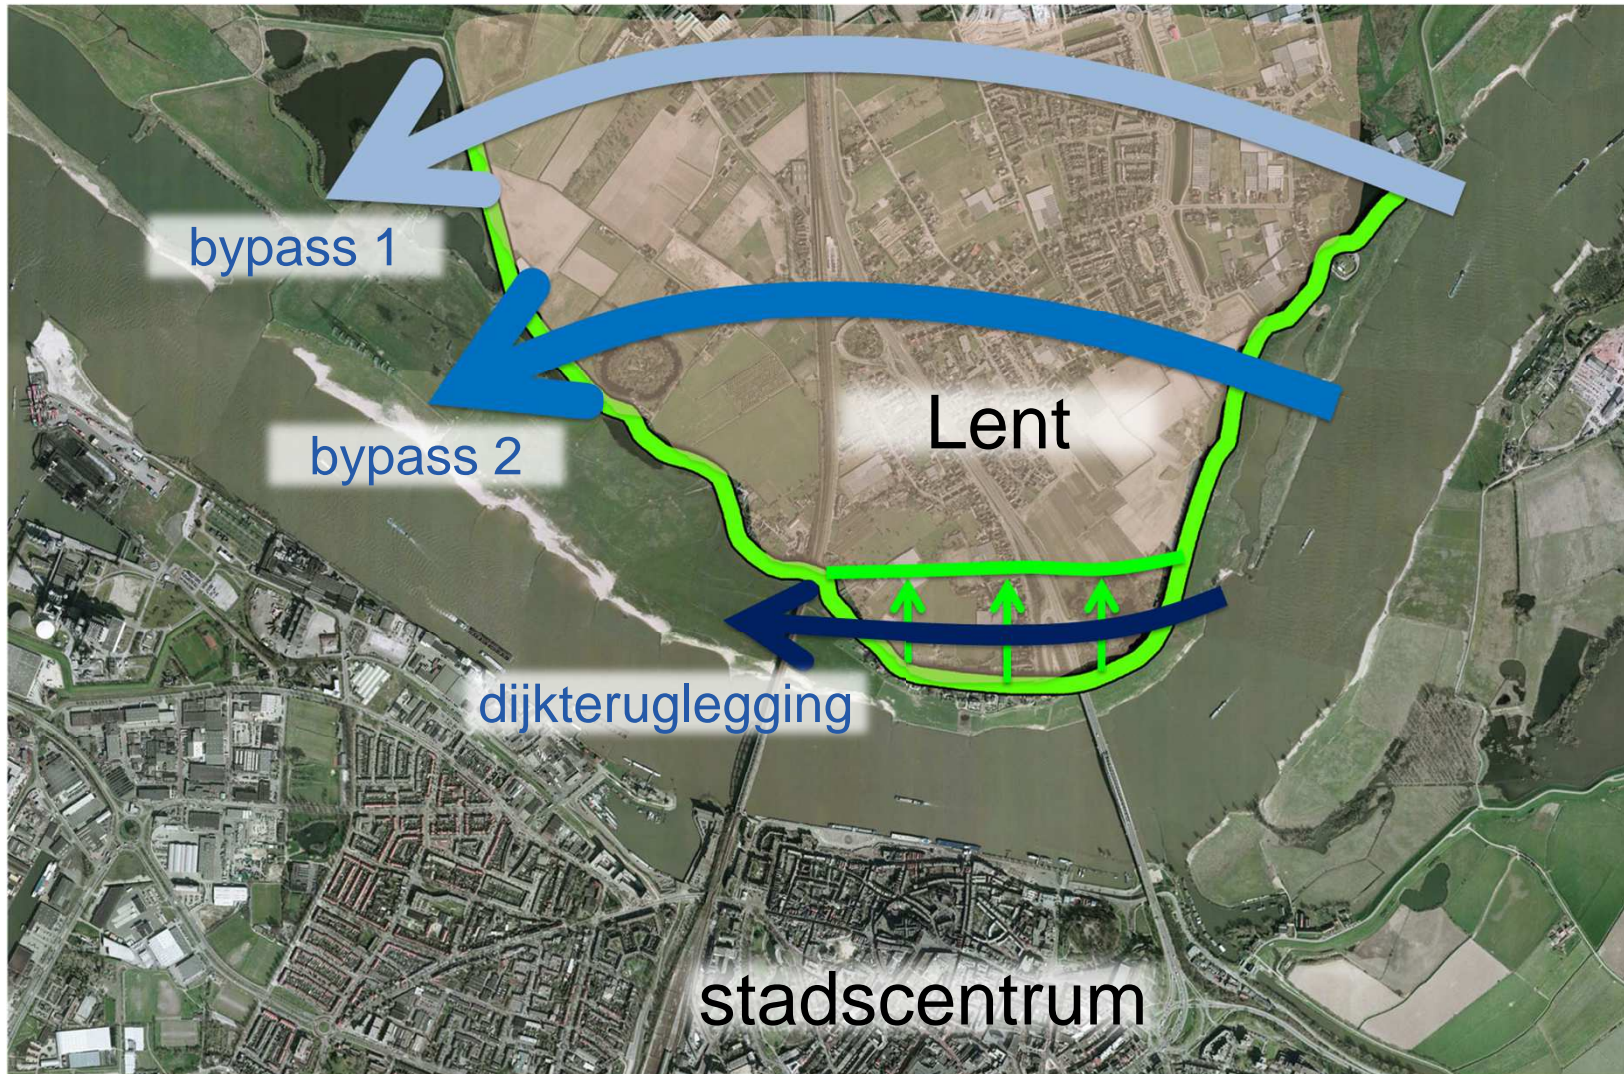 bypass 1
bypass 2
Lent
dijkteruglegging
stadscentrum